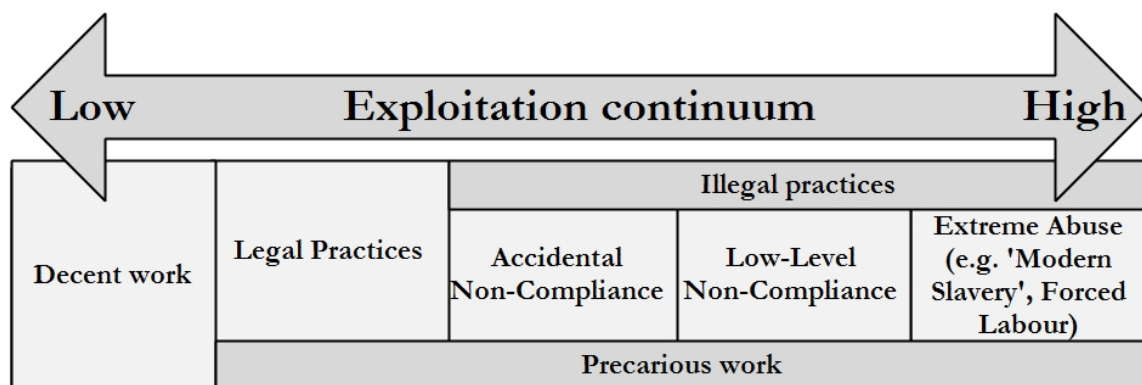 Low Exploitation continuum High
Illegal practices
Decent work
Legal Practices
Accidental
Non-Compliance
Low-Level
Non-Compliance
Extreme Abuse
(e.g. 'Modern
Slavery', Forced
Labour)
Precarious work